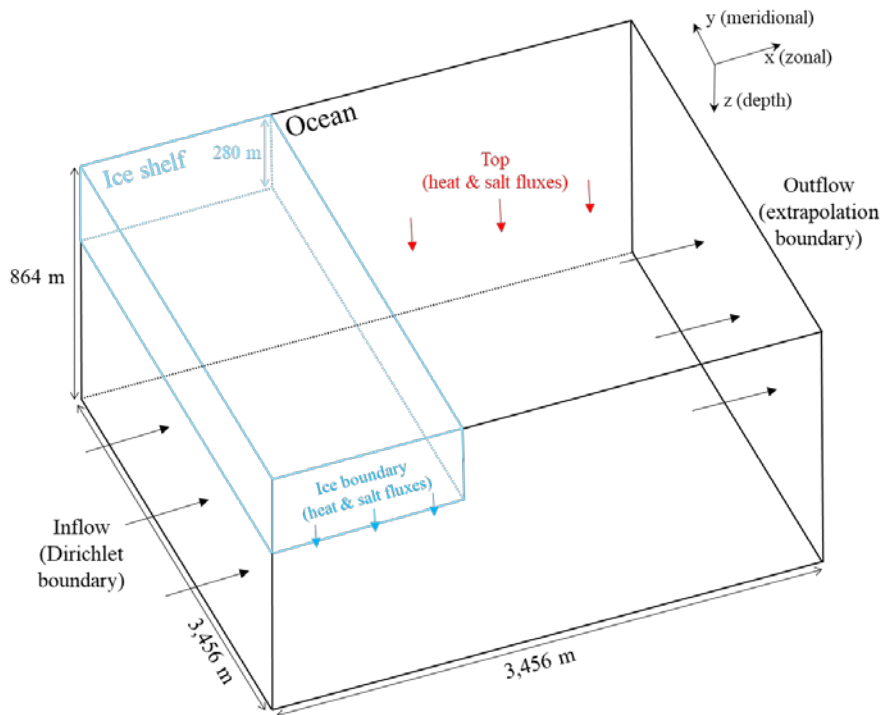 y (meridional)
x (zonal)
z (depth)
Ocean
Ice shelf
280 m
Top
(heat & salt fluxes)
Outflow
(extrapolation
boundary)
864 m
Ice boundary
(heat & salt fluxes)
Inflow
(Dirichlet
boundary)
3,456 m
3,456 m